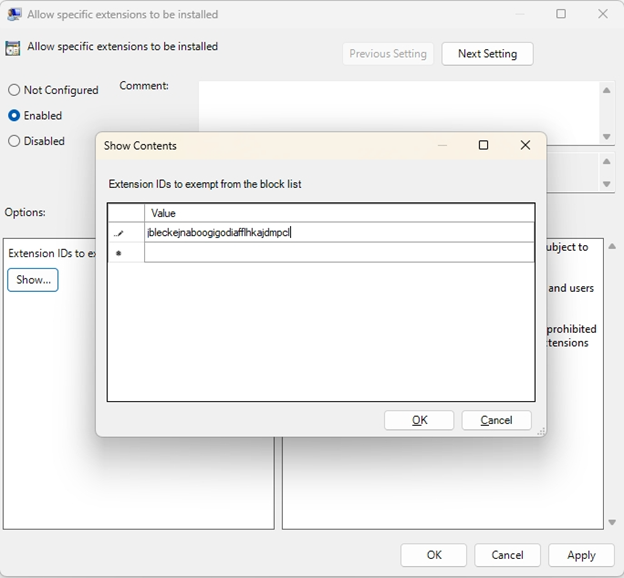 Allow specific extensions to be installed
Allow specific extensions to be installed
Previous Setting
Next Setting
Not Configured
Comment:
Enabled
Disabled
Show Contents
Extension IDs to exempt from the block list
Options:
Value
jbleckejnaboogigodiafflhkajdmpcl
Extension IDs to ex
ubject to
Show...
and users
prohibited
tensions
OK
Cancel
OK
Cancel
Apply